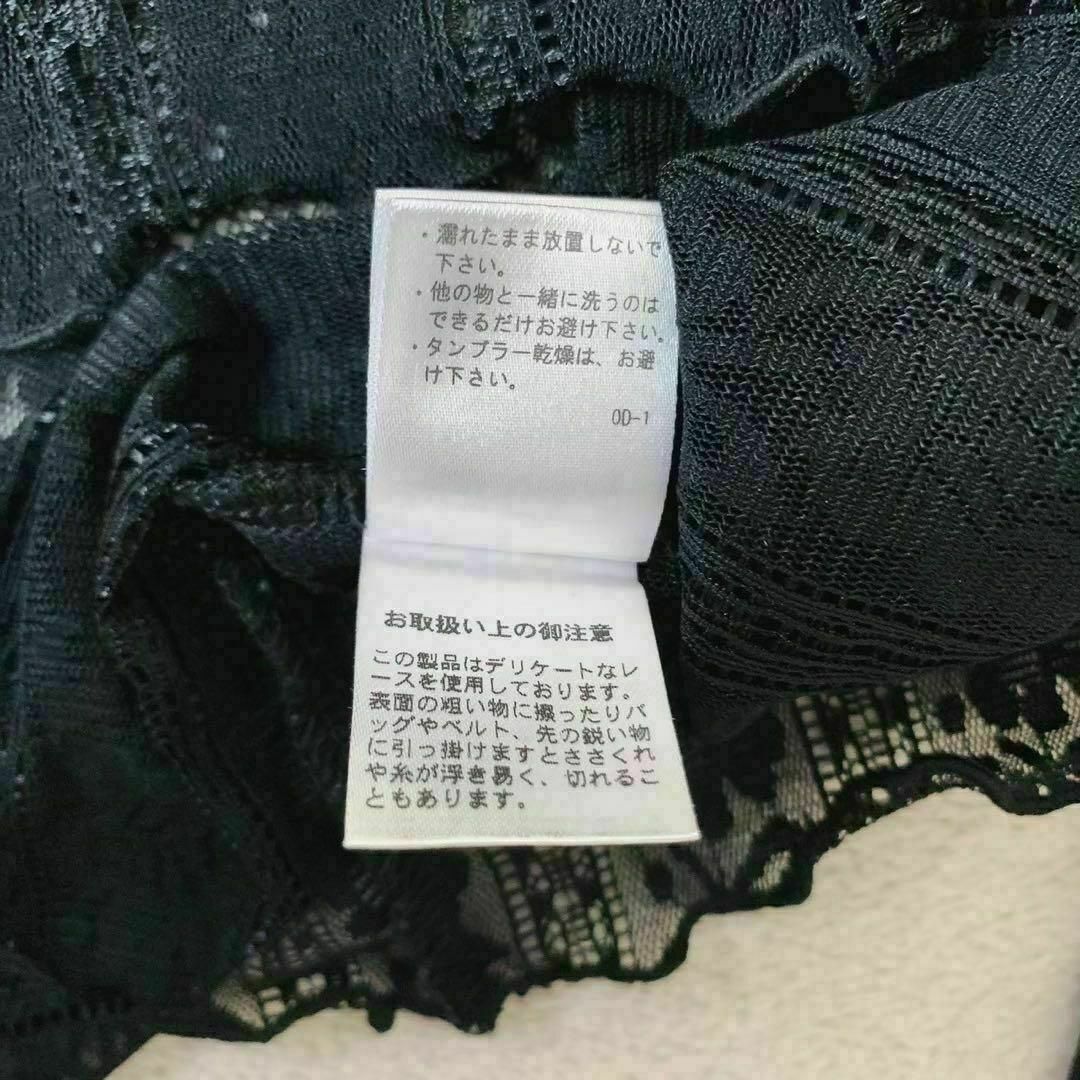 ・濡れたまま放置しないで
下さい。
・他の物と一緒に洗うのは
できるだけお避け下さい。
・タンブラー乾燥は、お避
け下さい。
OD-1
お取扱い上の御注意
この製品はデリケートなレ
ースを使用しております。
表面の粗い物に擦ったりバ
ッグやベルト、先の鋭い物
に引っ掛けますとささくれ
や糸が浮き易く、切れるこ
ともあります。